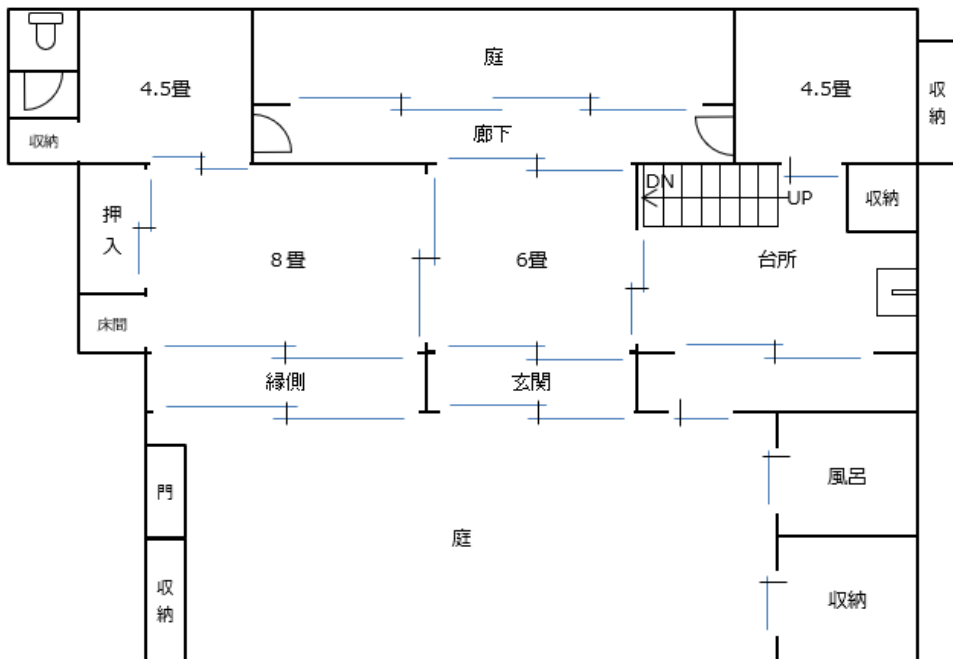 庭
4.5畳
4.5畳
収
納
廊下
収納
DN
UP
収納
押
入
8畳
6畳
台所
床間
縁側
玄関
門
風呂
庭
収
納
収納